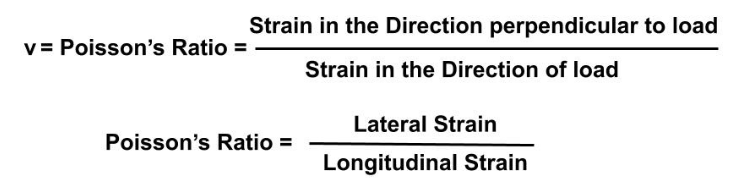 Strain in the Direction perpendicular to load
v = Poisson's Ratio =
Strain in the Direction of load
Lateral Strain
Poisson's Ratio =
Longitudinal Strain